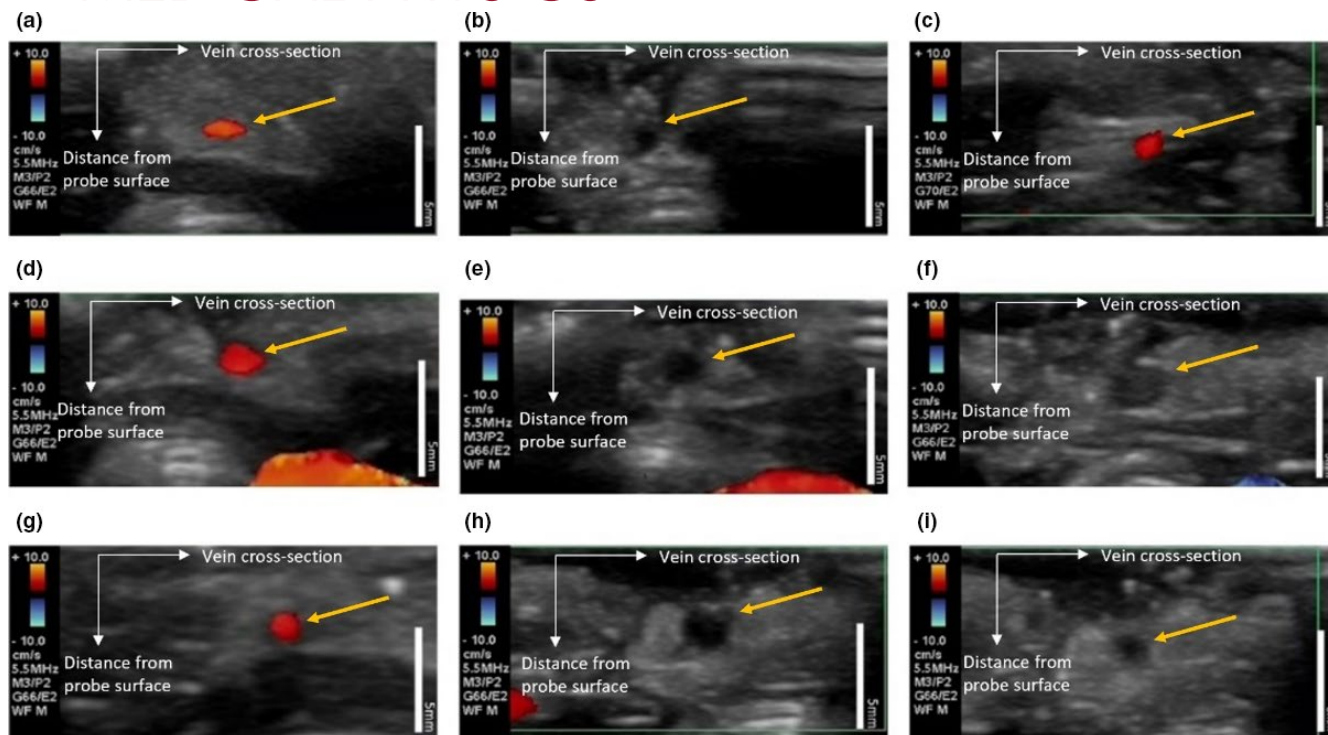 (a)
+ 10.0
- 10.0
cm/s
5.5MHz
M3/P2
G66/E2
WF M
Vein cross-section
Distance from
probe surface
5mm
(b)
+ 10.0
- 10.0
cm/s
5.5MHz
M3/P2
G66/E2
WF M
Vein cross-section
Distance from
probe surface
5mm
(c)
+ 10.0
- 10.0
cm/s
5.5MHz
M3/P2
G70/E2
WF M
Vein cross-section
Distance from
probe surface
5mm
(d)
+ 10.0
- 10.0
cm/s
5.5MHz
M3/P2
G66/E2
WF M
Vein cross-section
Distance from
probe surface
5mm
(e)
+ 10.0
- 10.0
cm/s
5.5MHz
M3/P2
G66/E2
WF M
Vein cross-section
Distance from
probe surface
5mm
(f)
+ 10.0
- 10.0
cm/s
5.5MHz
M3/P2
G66/E2
WF M
Vein cross-section
Distance from
probe surface
5mm
(g)
+ 10.0
- 10.0
cm/s
5.5MHz
M3/P2
G66/E2
WF M
Vein cross-section
Distance from
probe surface
5mm
(h)
+ 10.0
- 10.0
cm/s
5.5MHz
M3/P2
G66/E2
WF M
Vein cross-section
Distance from
probe surface
5mm
(i)
+ 10.0
- 10.0
cm/s
5.5MHz
M3/P2
G66/E2
WF M
Vein cross-section
Distance from
probe surface
5mm